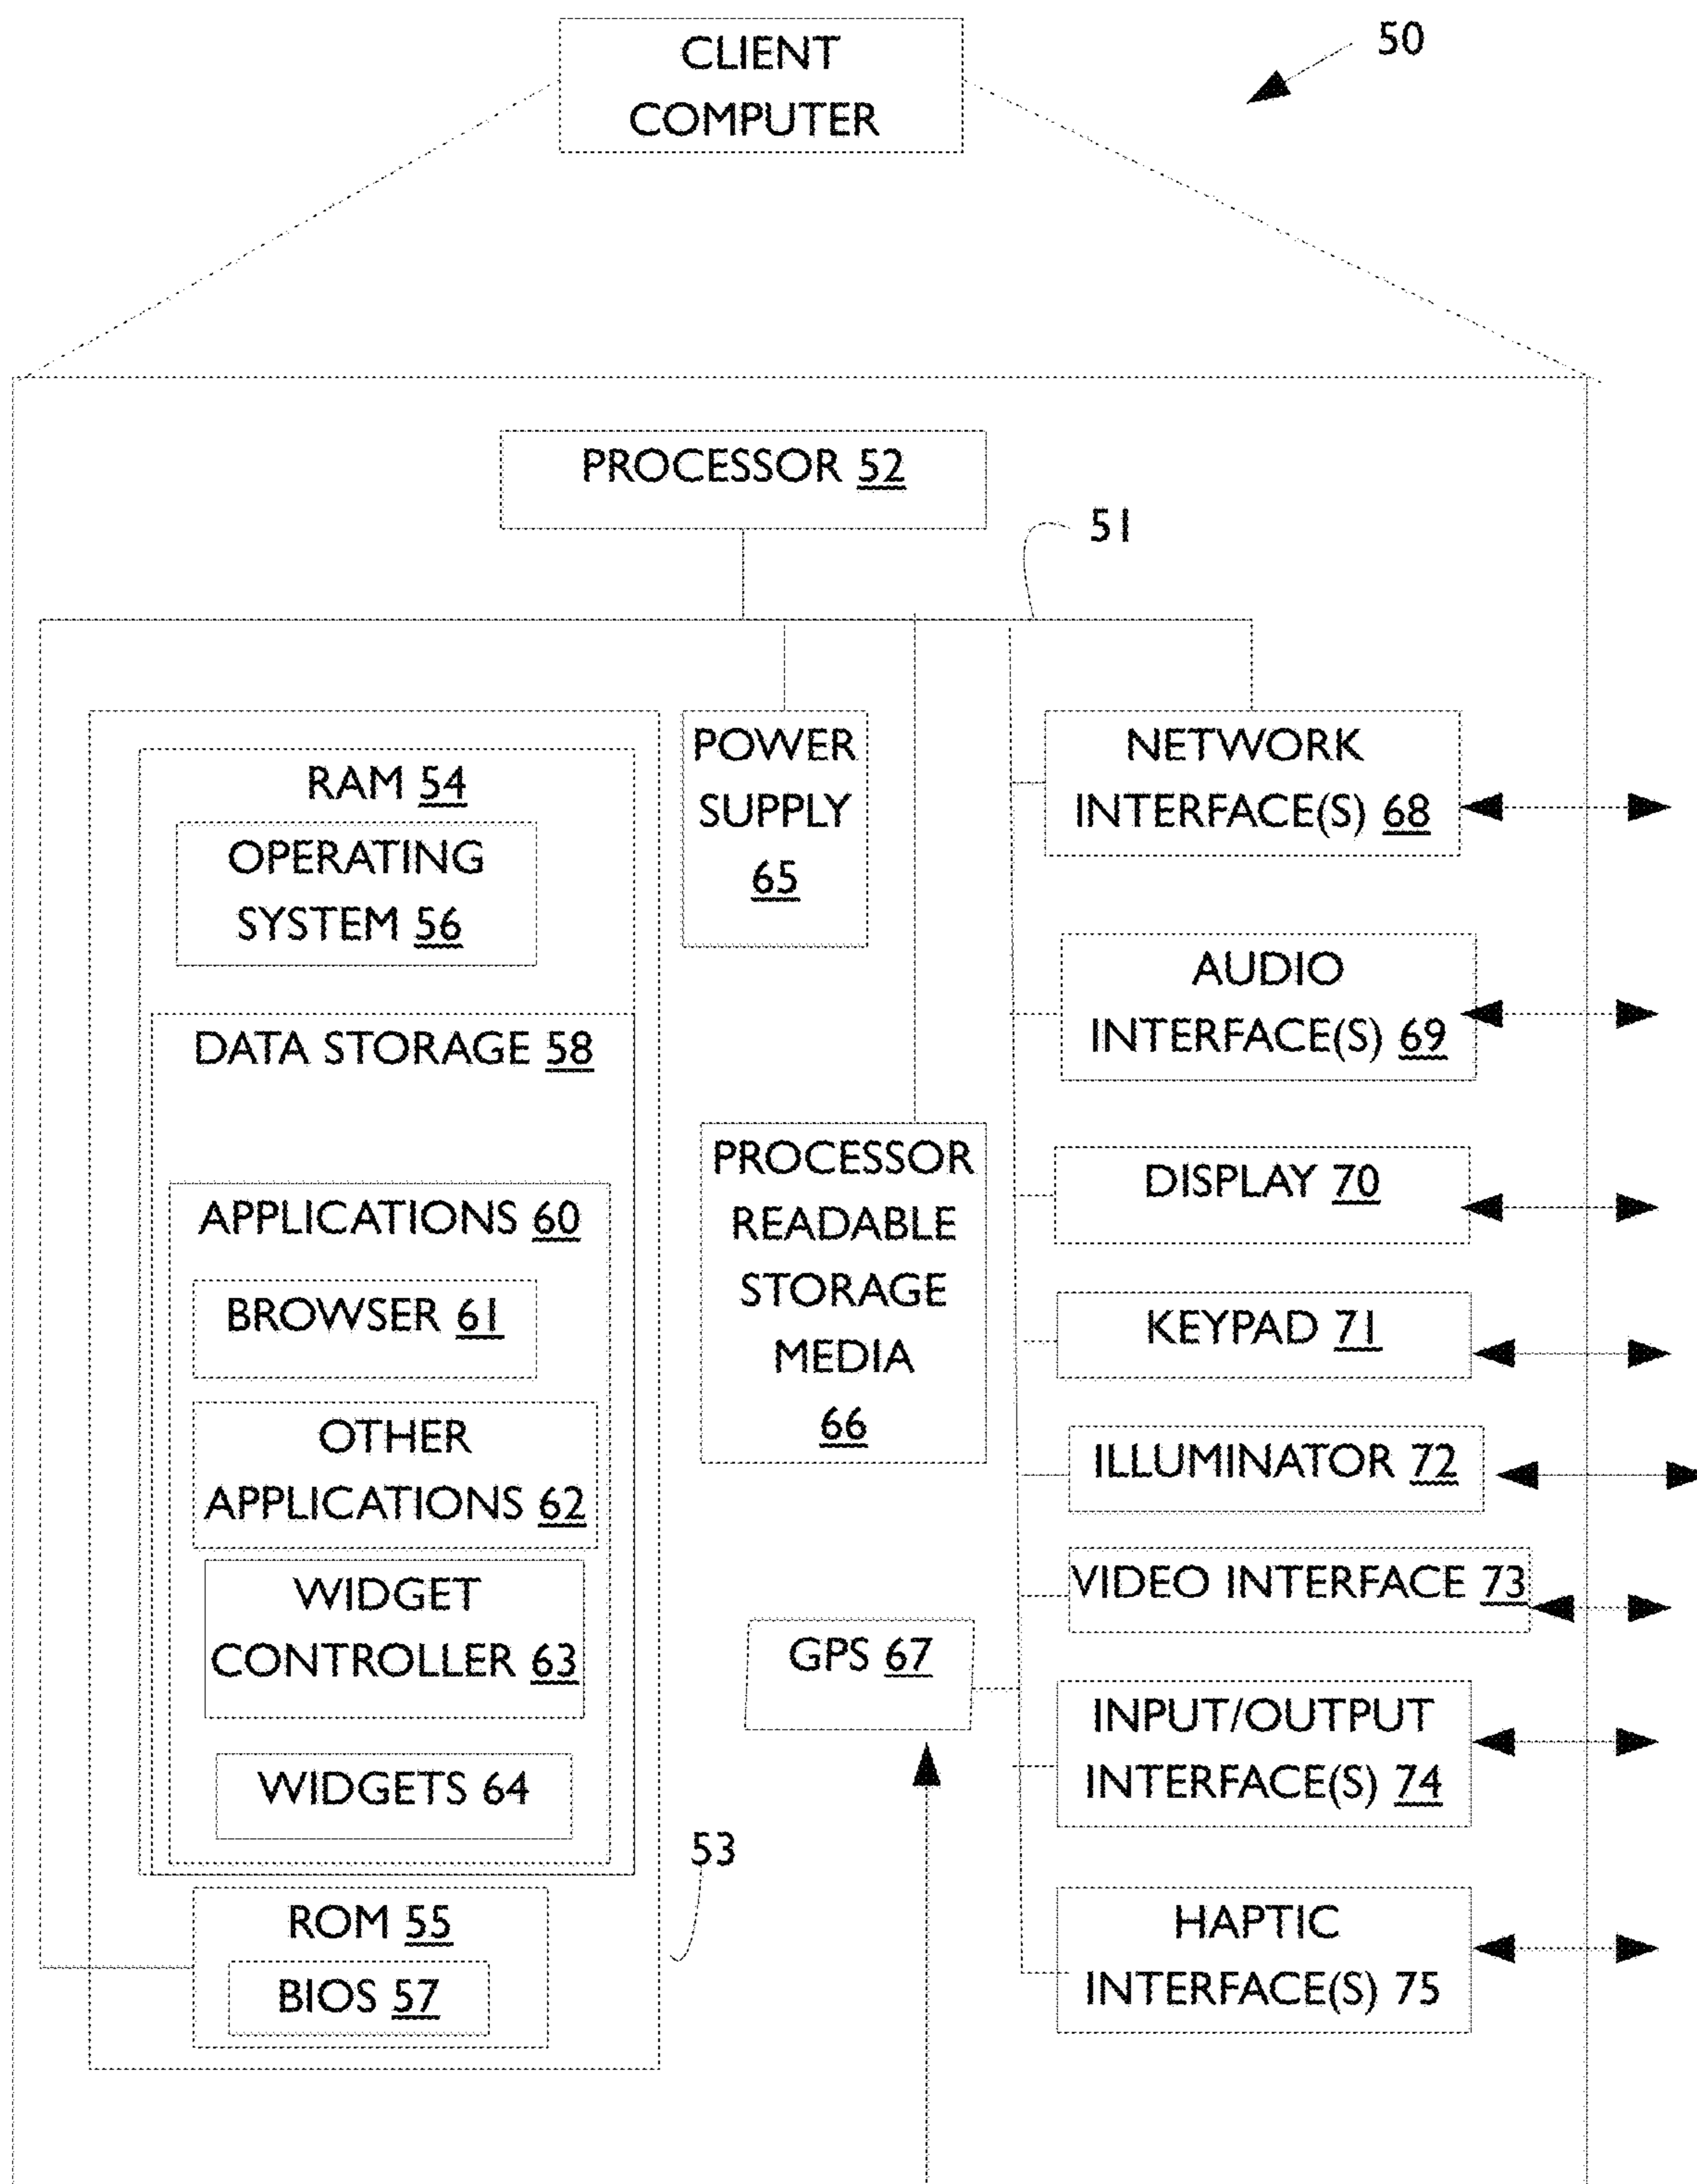 CLIENT
COMPUTER
50
PROCESSOR 52
51
RAM 54
OPERATING
SYSTEM 56
DATA STORAGE 58
APPLICATIONS 60
BROWSER 61
OTHER
APPLICATIONS 62
WIDGET
CONTROLLER 63
WIDGETS 64
53
ROM 55
BIOS 57
POWER
SUPPLY
65
PROCESSOR
READABLE
STORAGE
MEDIA
66
GPS 67
NETWORK
INTERFACE(S) 68
AUDIO
INTERFACE(S) 69
DISPLAY 70
KEYPAD 71
ILLUMINATOR 72
VIDEO INTERFACE 73
INPUT/OUTPUT
INTERFACE(S) 74
HAPTIC
INTERFACE(S) 75